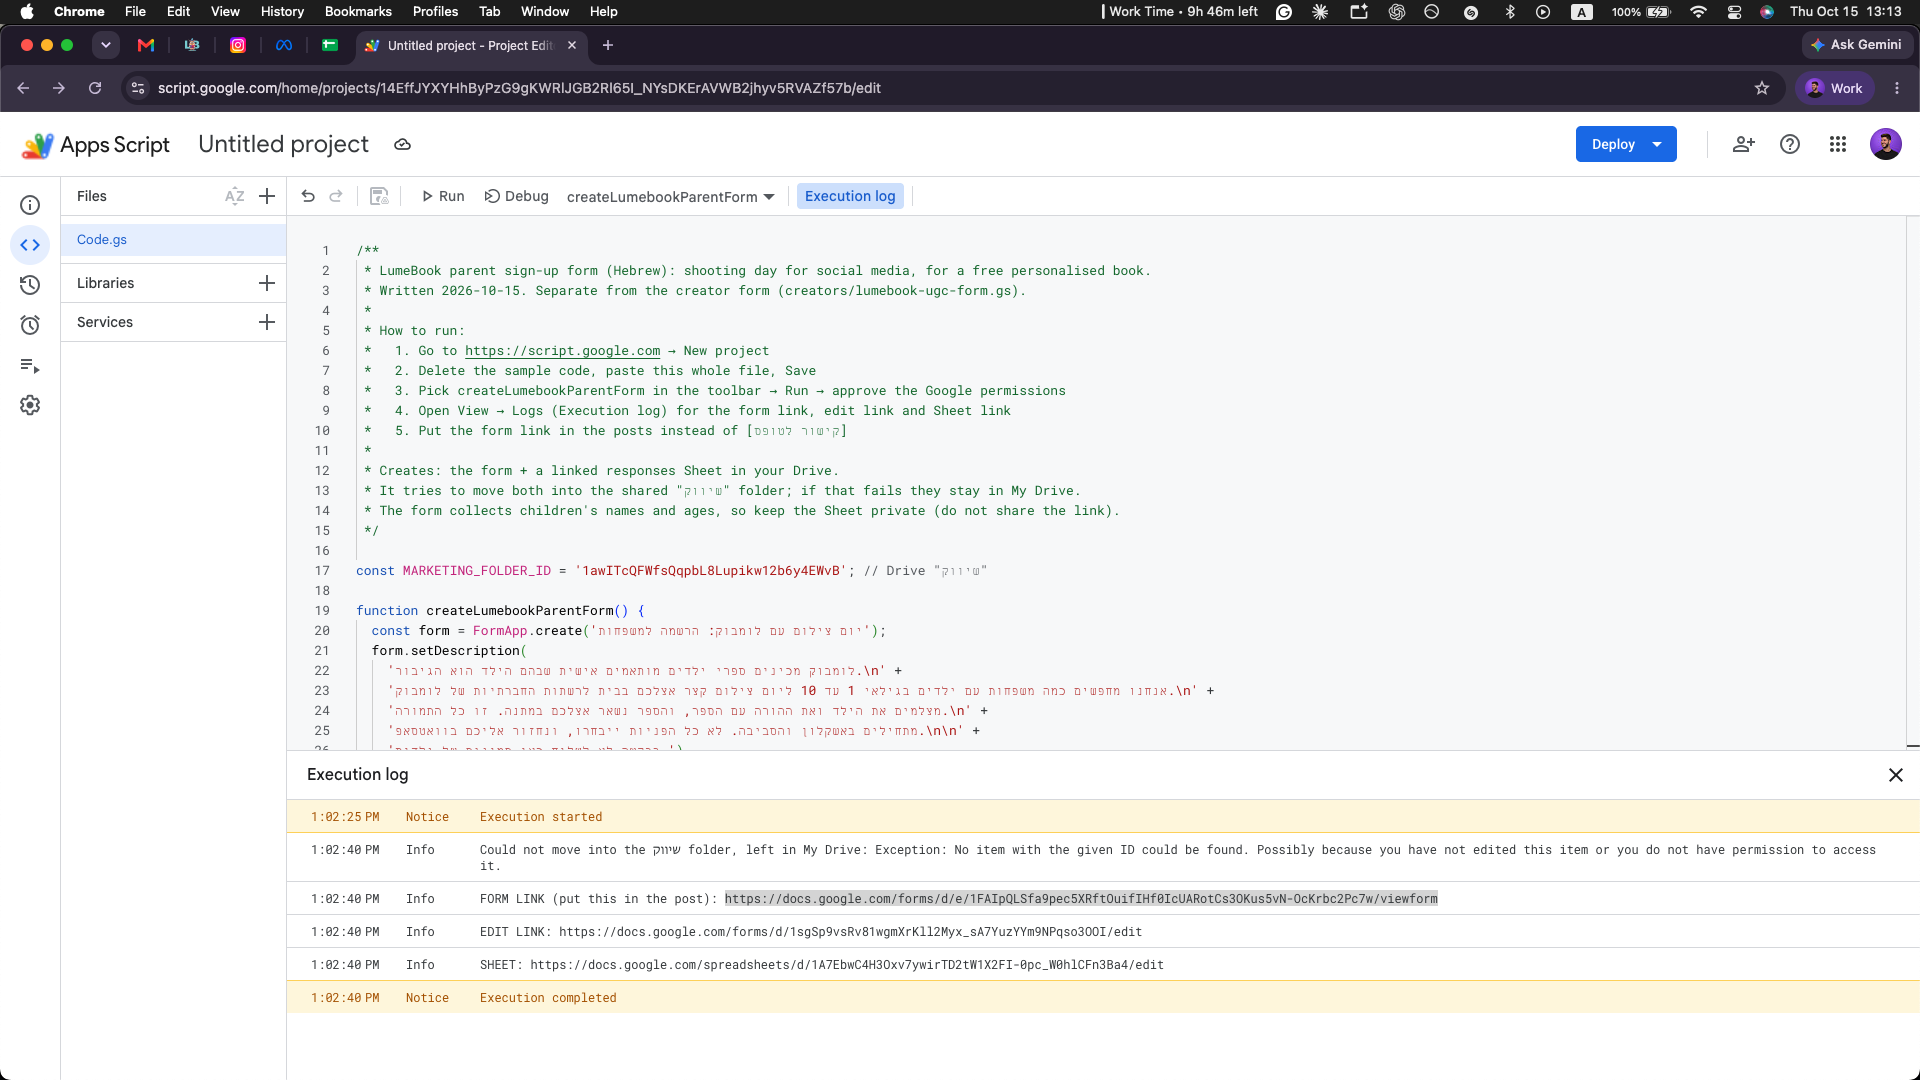 Chrome File Edit View History Bookmarks Profiles Tab Window Help
Work Time • 9h 46m left
A
100%
Thu Oct 15 13:13
Untitled project - Project Edit
Ask Gemini
script.google.com/home/projects/14EffJYXYHhByPzG9gKWRlJGB2Rl65I_NYsDKErAVWB2jhyv5RVAZf57b/edit
Work
Apps Script
Untitled project
Deploy
Files
AZ
Run
Debug
createLumebookParentForm
Execution log
Code.gs
Libraries
Services
1 /**
2 * LumeBook parent sign-up form (Hebrew): shooting day for social media, for a free personalised book.
3 * Written 2026-10-15. Separate from the creator form (creators/lumebook-ugc-form.gs).
4 *
5 * How to run:
6 * 1. Go to https://script.google.com → New project
7 * 2. Delete the sample code, paste this whole file, Save
8 * 3. Pick createLumebookParentForm in the toolbar → Run → approve the Google permissions
9 * 4. Open View → Logs (Execution log) for the form link, edit link and Sheet link
10 * 5. Put the form link in the posts instead of [קישור לטופס]
11 *
12 * Creates: the form + a linked responses Sheet in your Drive.
13 * It tries to move both into the shared "שיווק" folder; if that fails they stay in My Drive.
14 * The form collects children's names and ages, so keep the Sheet private (do not share the link).
15 */
16
17 const MARKETING_FOLDER_ID = '1awITcQFWfsQqpbL8Lupikw12b6y4EWvB'; // Drive "שיווק"
18
19 function createLumebookParentForm() {
20 const form = FormApp.create('יום צילום עם לומבוק: הרשמה למשפחות');
21 form.setDescription(
22 'לומבוק מכינים ספרי ילדים מותאמים אישית שבהם הילד הוא הגיבור.\n' +
23 'אנחנו מחפשים כמה משפחות עם ילדים בגילאי 1 עד 10 ליום צילום קצר אצלכם בבית לרשתות החברתיות של לומבוק.\n' +
24 'מצלמים את הילד ואת ההורה עם הספר, והספר נשאר אצלכם במתנה. זו כל התמורה.\n' +
25 'מתחילים באשקלון והסביבה. לא כל הפניות ייבחרו, ונחזור אליכם בוואטסאפ.\n\n' +
26
Execution log
1:02:25 PM Notice Execution started
1:02:40 PM Info Could not move into the שיווק folder, left in My Drive: Exception: No item with the given ID could be found. Possibly because you have not edited this item or you do not have permission to access
it.
1:02:40 PM Info FORM LINK (put this in the post): https://docs.google.com/forms/d/e/1FAIpQLSfa9pec5XRftOuifIHf0IcUARotCs3OKus5vN-OcKrbc2Pc7w/viewform
1:02:40 PM Info EDIT LINK: https://docs.google.com/forms/d/1sgSp9vsRv81wgmXrKll2Myx_sA7YuzYYm9NPqso3OOI/edit
1:02:40 PM Info SHEET: https://docs.google.com/spreadsheets/d/1A7EbwC4H3Oxv7ywirTD2tW1X2FI-0pc_W0hlCFn3Ba4/edit
1:02:40 PM Notice Execution completed